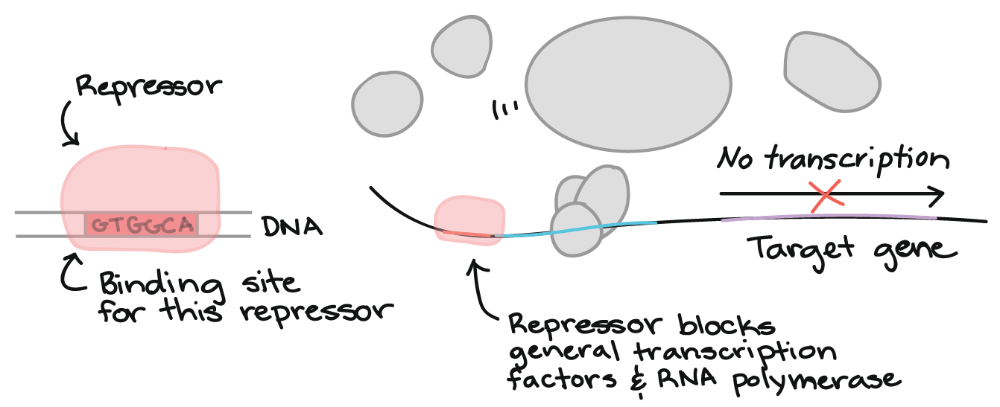 Repressor
GTGGCA
DNA
Binding site
for this repressor
No transcription
Target gene
Repressor blocks
general transcription
factors & RNA polymerase